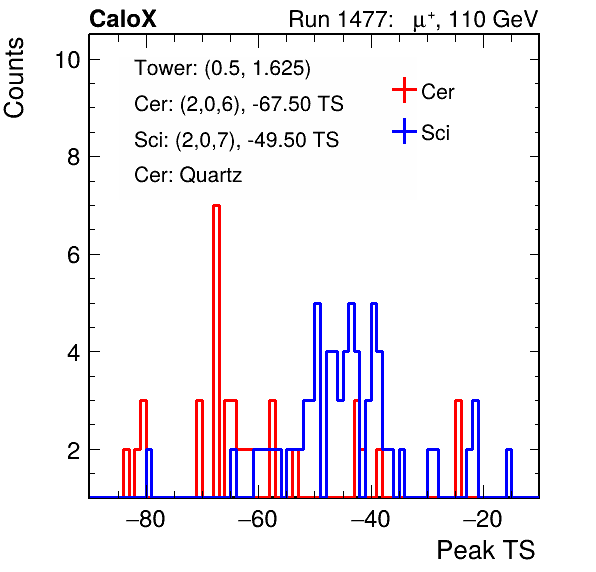 CaloX Run 1477: μ⁺, 110 GeV
Counts
Tower: (0.5, 1.625)
Cer: (2,0,6), -67.50 TS
Sci: (2,0,7), -49.50 TS
Cer: Quartz
Cer
Sci
10
8
6
4
2
−80 −60 −40 −20
Peak TS